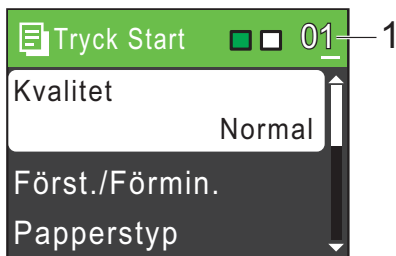 Tryck Start 01 1
Kvalitet
Normal
Först./Förmin.
Papperstyp